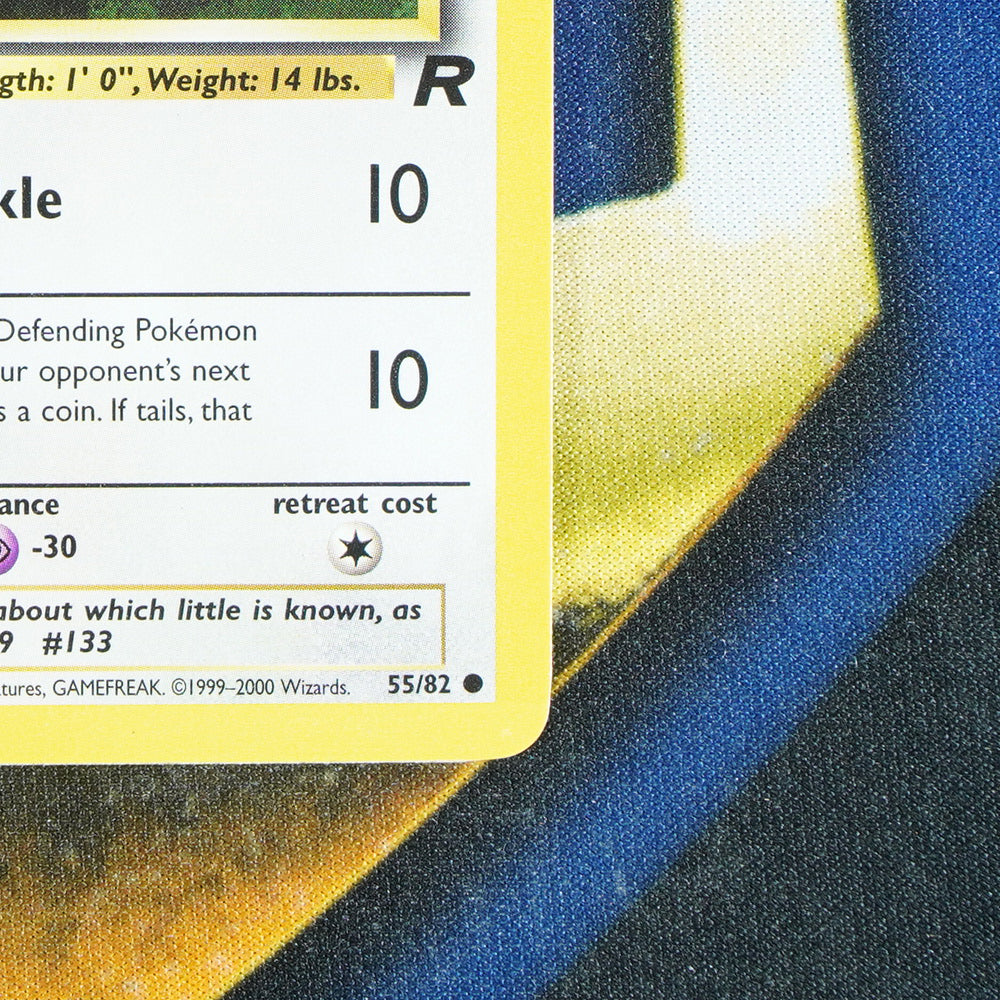 gth: 1' 0", Weight: 14 lbs. R
kle 10
Defending Pokémon
ur opponent's next 10
s a coin. If tails, that
ance retreat cost
-30
about which little is known, as
9 #133
tures, GAMEFREAK. ©1999–2000 Wizards. 55/82